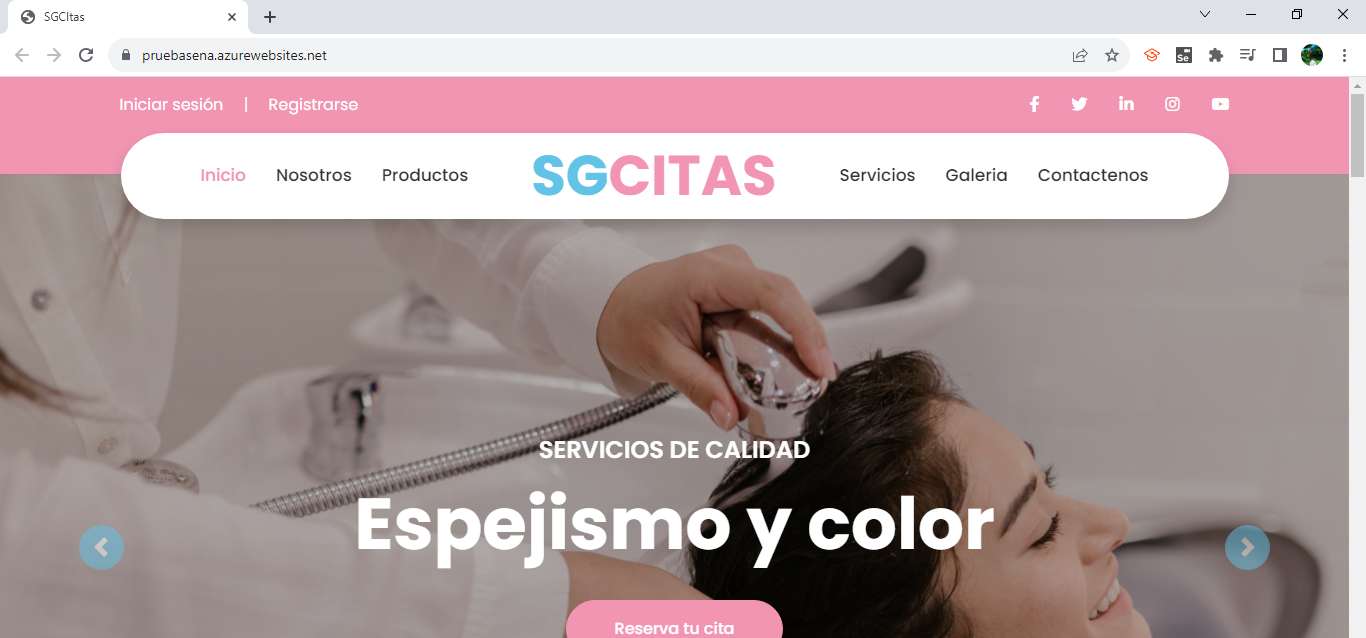 SGCItas
pruebasena.azurewebsites.net
Se
Iniciar sesión | Registrarse
Inicio Nosotros Productos SGCITAS Servicios Galeria Contactenos
SERVICIOS DE CALIDAD
Espejismo y color
Reserva tu cita